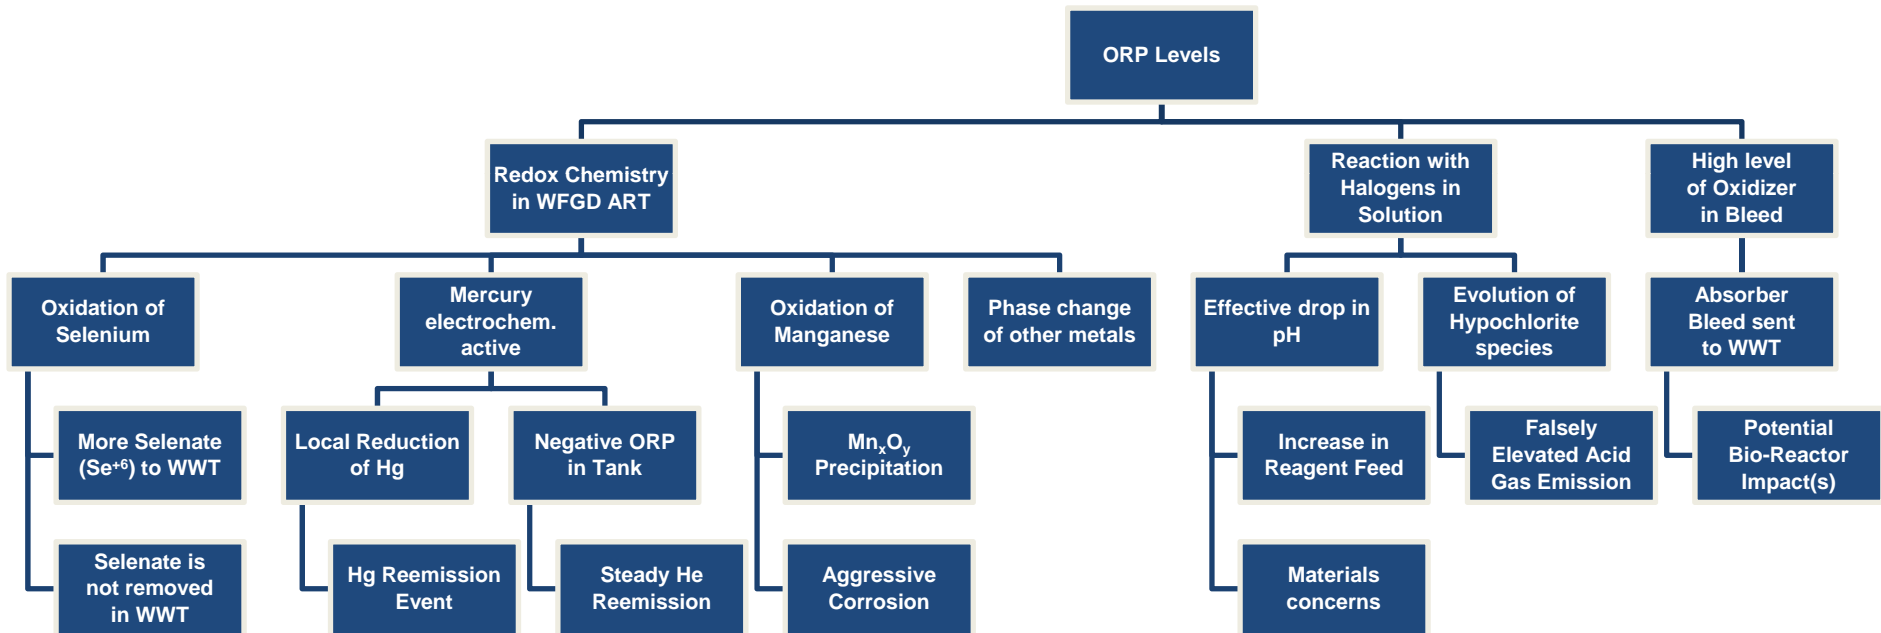 ORP Levels
Redox Chemistry
in WFGD ART
Reaction with
Halogens in
Solution
High level
of Oxidizer
in Bleed
Oxidation of
Selenium
Mercury
electrochem.
active
Oxidation of
Manganese
Phase change
of other metals
Effective drop in
pH
Evolution of
Hypochlorite
species
Absorber
Bleed sent
to WWT
More Selenate
(Se⁺⁶) to WWT
Local Reduction
of Hg
Negative ORP
in Tank
MnₓOᵧ
Precipitation
Increase in
Reagent Feed
Falsely
Elevated Acid
Gas Emission
Potential
Bio-Reactor
Impact(s)
Selenate is
not removed
in WWT
Hg Reemission
Event
Steady He
Reemission
Aggressive
Corrosion
Materials
concerns